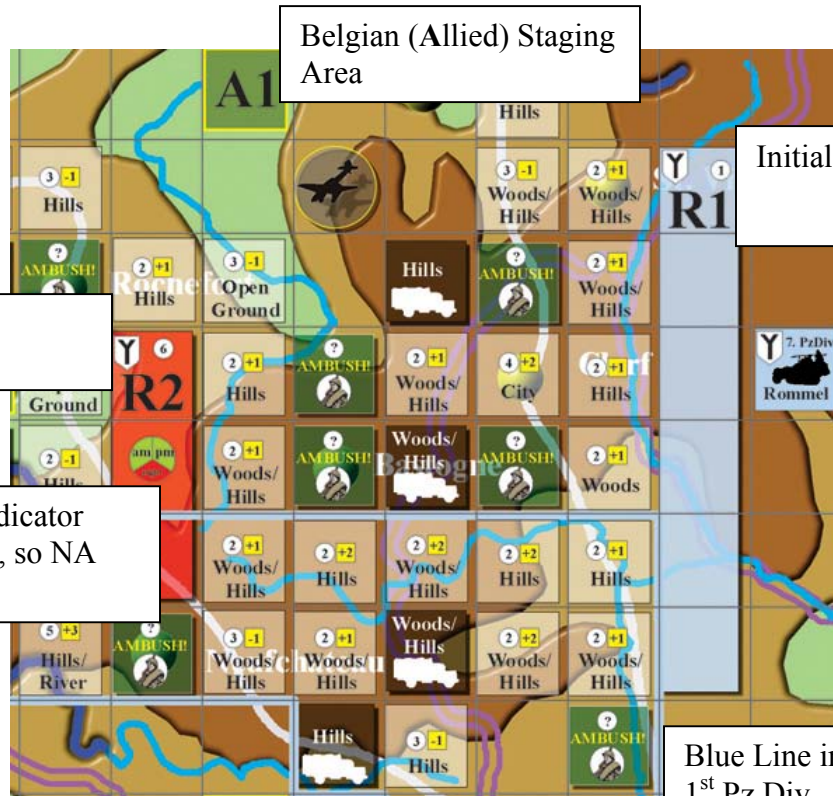 Belgian (Allied) Staging
Area
A1
Hills
Initial
3 -1
Hills
3 -1
Woods/
Hills
2 +1
Woods/
Hills
1
R1
?
AMBUSH!
2 +1
Hills
3 -1
Open
Ground
Hills
?
AMBUSH!
2 +1
Woods/
Hills
Ground
6
R2
am pm
2 +1
Hills
?
AMBUSH!
2 +1
Woods/
Hills
4 +2
City
2 +1
Hills
7. PzDiv
Rommel
2 -1
Hills
2 +1
Woods/
Hills
?
AMBUSH!
Woods/
Hills
?
AMBUSH!
2 +1
Woods
dicator
, so NA
2 +1
Woods/
Hills
2 +2
Hills
2 +2
Woods/
Hills
2 +2
Hills
2 +1
Hills
5 +3
Hills/
River
?
AMBUSH!
3 -1
Woods/
Hills
2 +1
Woods/
Hills
Woods/
Hills
2 +2
Woods/
Hills
2 +1
Woods/
Hills
Hills
3 -1
Hills
?
AMBUSH!
Blue Line in
1st Pz Div